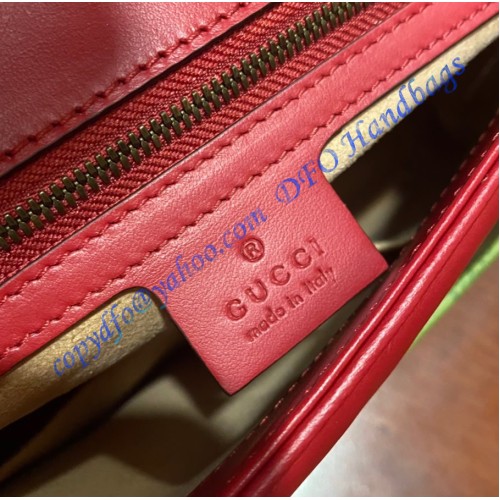 DFO Handbags
copydfo@yahoo.com
®
GUCCI
made in Italy